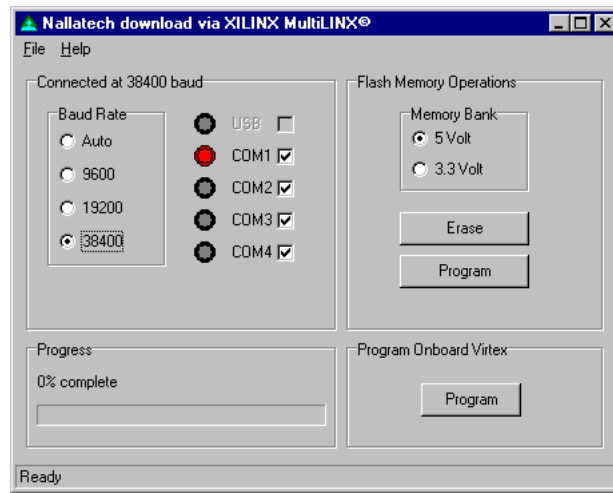 Nallatech download via XILINX MultiLINX©
File Help
Connected at 38400 baud
Baud Rate
Auto
9600
19200
38400
USB
COM1
COM2
COM3
COM4
Flash Memory Operations
Memory Bank
5 Volt
3.3 Volt
Erase
Program
Progress
0% complete
Program Onboard Virtex
Program
Ready